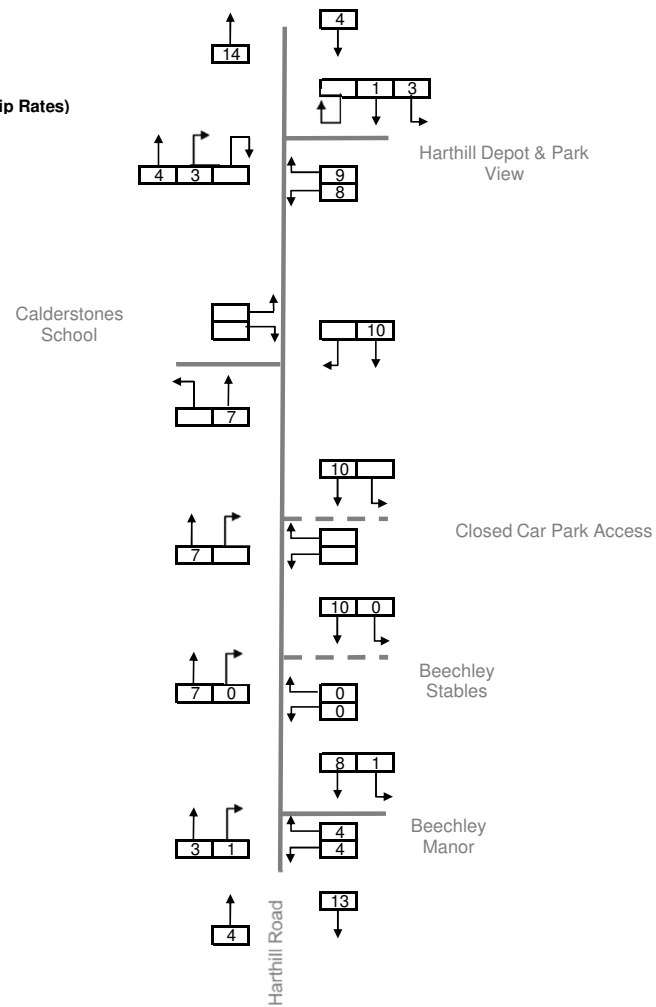 4
14
1 3
ip Rates)
4 3
Harthill Depot & Park
View
9
8
Calderstones
School
10
7
10
Closed Car Park Access
7
10 0
Beechley
Stables
7 0
0
0
8 1
Beechley
Manor
3 1
4
4
13
4
Harthill Road